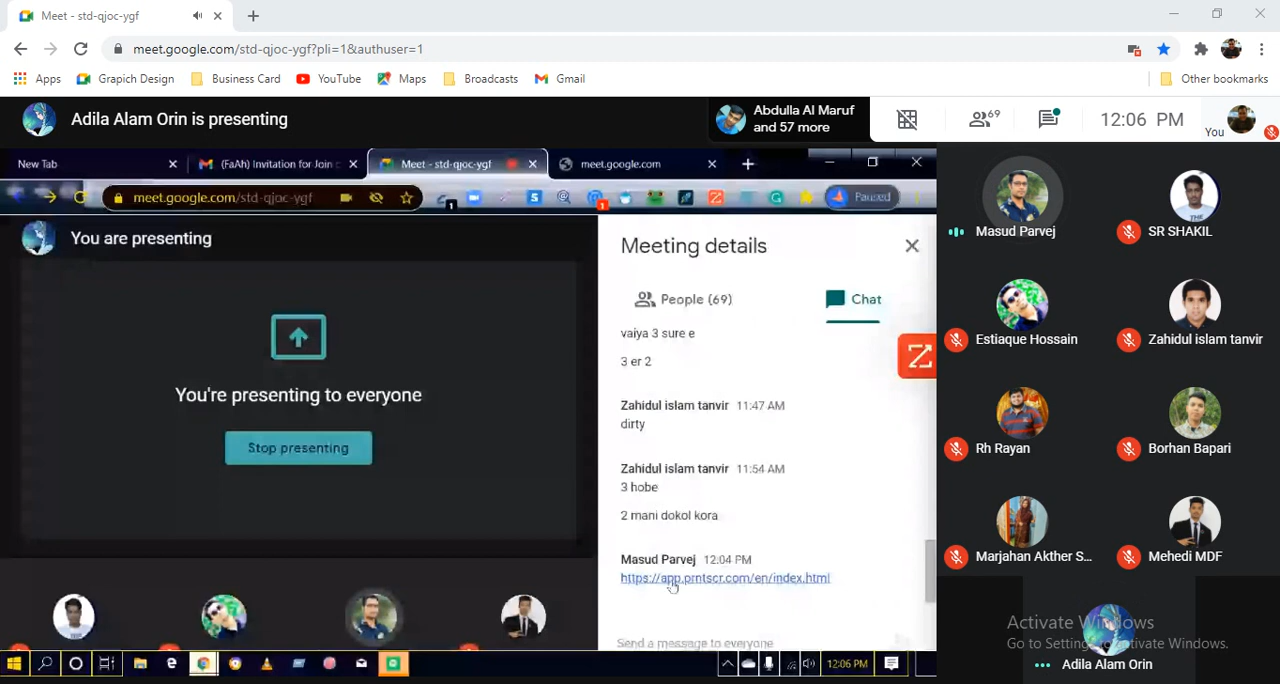 Meet - std-qjoc-ygf
meet.google.com/std-qjoc-ygf?pli=1&authuser=1
Apps
Grapich Design
Business Card
YouTube
Maps
Broadcasts
Gmail
Other bookmarks
Adila Alam Orin is presenting
Abdulla Al Maruf
and 57 more
69
12:06 PM
You
New Tab
(FaAh) Invitation for Join c
Meet - std-qjoc-ygf
meet.google.com
meet.google.com/std-qjoc-ygf
1
1
Paused
You are presenting
You're presenting to everyone
Stop presenting
Meeting details
People (69)
Chat
vaiya 3 sure e
3 er 2
Zahidul islam tanvir 11:47 AM
dirty
Zahidul islam tanvir 11:54 AM
3 hobe
2 mani dokol kora
Masud Parvej 12:04 PM
https://app.prntscr.com/en/index.html
Send a message to everyone
12:06 PM
Masud Parvej
SR SHAKIL
Estiaque Hossain
Zahidul islam tanvir
Rh Rayan
Borhan Bapari
Marjahan Akther S...
Mehedi MDF
Activate Windows
Go to Settings to activate Windows.
Adila Alam Orin